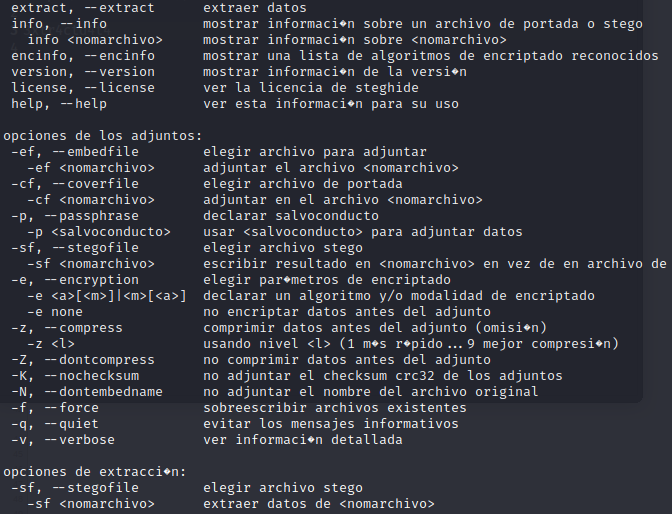 extract, --extract      extraer datos
info, --info            mostrar informaci�n sobre un archivo de portada o stego
  info <nomarchivo>     mostrar informaci�n sobre <nomarchivo>
encinfo, --encinfo      mostrar una lista de algoritmos de encriptado reconocidos
version, --version      mostrar informaci�n de la versi�n
license, --license      ver la licencia de steghide
help, --help            ver esta informaci�n para su uso

opciones de los adjuntos:
 -ef, --embedfile       elegir archivo para adjuntar
   -ef <nomarchivo>     adjuntar el archivo <nomarchivo>
 -cf, --coverfile       elegir archivo de portada
   -cf <nomarchivo>     adjuntar en el archivo <nomarchivo>
 -p, --passphrase       declarar salvoconducto
   -p <salvoconducto>   usar <salvoconducto> para adjuntar datos
 -sf, --stegofile       elegir archivo stego
   -sf <nomarchivo>     escribir resultado en <nomarchivo> en vez de en archivo de
 -e, --encryption       elegir par�metros de encriptado
   -e <a>[<m>]|<m>[<a>]  declarar un algoritmo y/o modalidad de encriptado
   -e none              no encriptar datos antes del adjunto
 -z, --compress         comprimir datos antes del adjunto (omisi�n)
   -z <l>               usando nivel <l> (1 m�s r�pido...9 mejor compresi�n)
 -Z, --dontcompress     no comprimir datos antes del adjunto
 -K, --nochecksum       no adjuntar el checksum crc32 de los adjuntos
 -N, --dontembedname    no adjuntar el nombre del archivo original
 -f, --force            sobreescribir archivos existentes
 -q, --quiet            evitar los mensajes informativos
 -v, --verbose          ver informaci�n detallada

opciones de extracci�n:
 -sf, --stegofile       elegir archivo stego
   -sf <nomarchivo>     extraer datos de <nomarchivo>